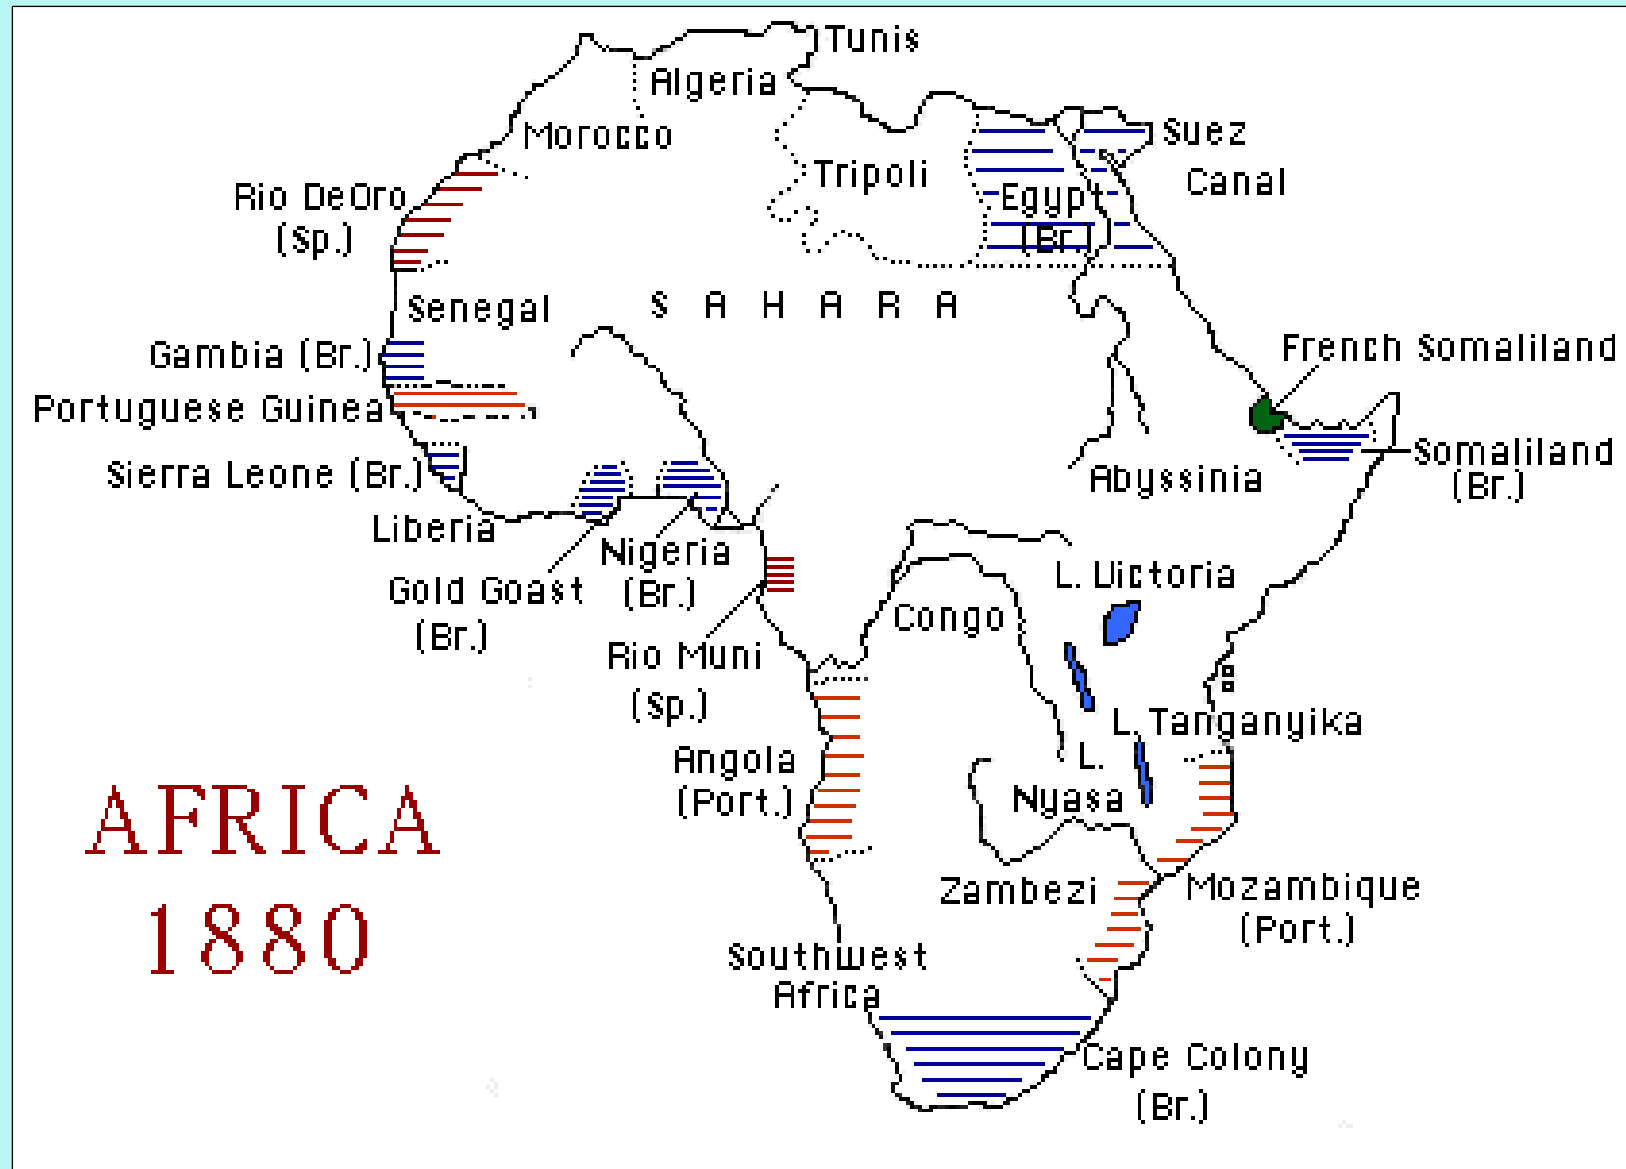 Tunis
Algeria
Morocco
Suez
Canal
Tripoli
Rio DeOro
(Sp.)
Egypt
(Br.)
Senegal
SAHARA
Gambia (Br.)
French Somaliland
Portuguese Guinea
Sierra Leone (Br.)
Abyssinia
Somaliland
(Br.)
Liberia
Nigeria
(Br.)
Gold Goast
(Br.)
L. Victoria
Congo
Rio Muni
(Sp.)
L. Tanganyika
Angola
(Port.)
L.
Nyasa
AFRICA
1880
Zambezi
Mozambique
(Port.)
Southwest
Africa
Cape Colony
(Br.)